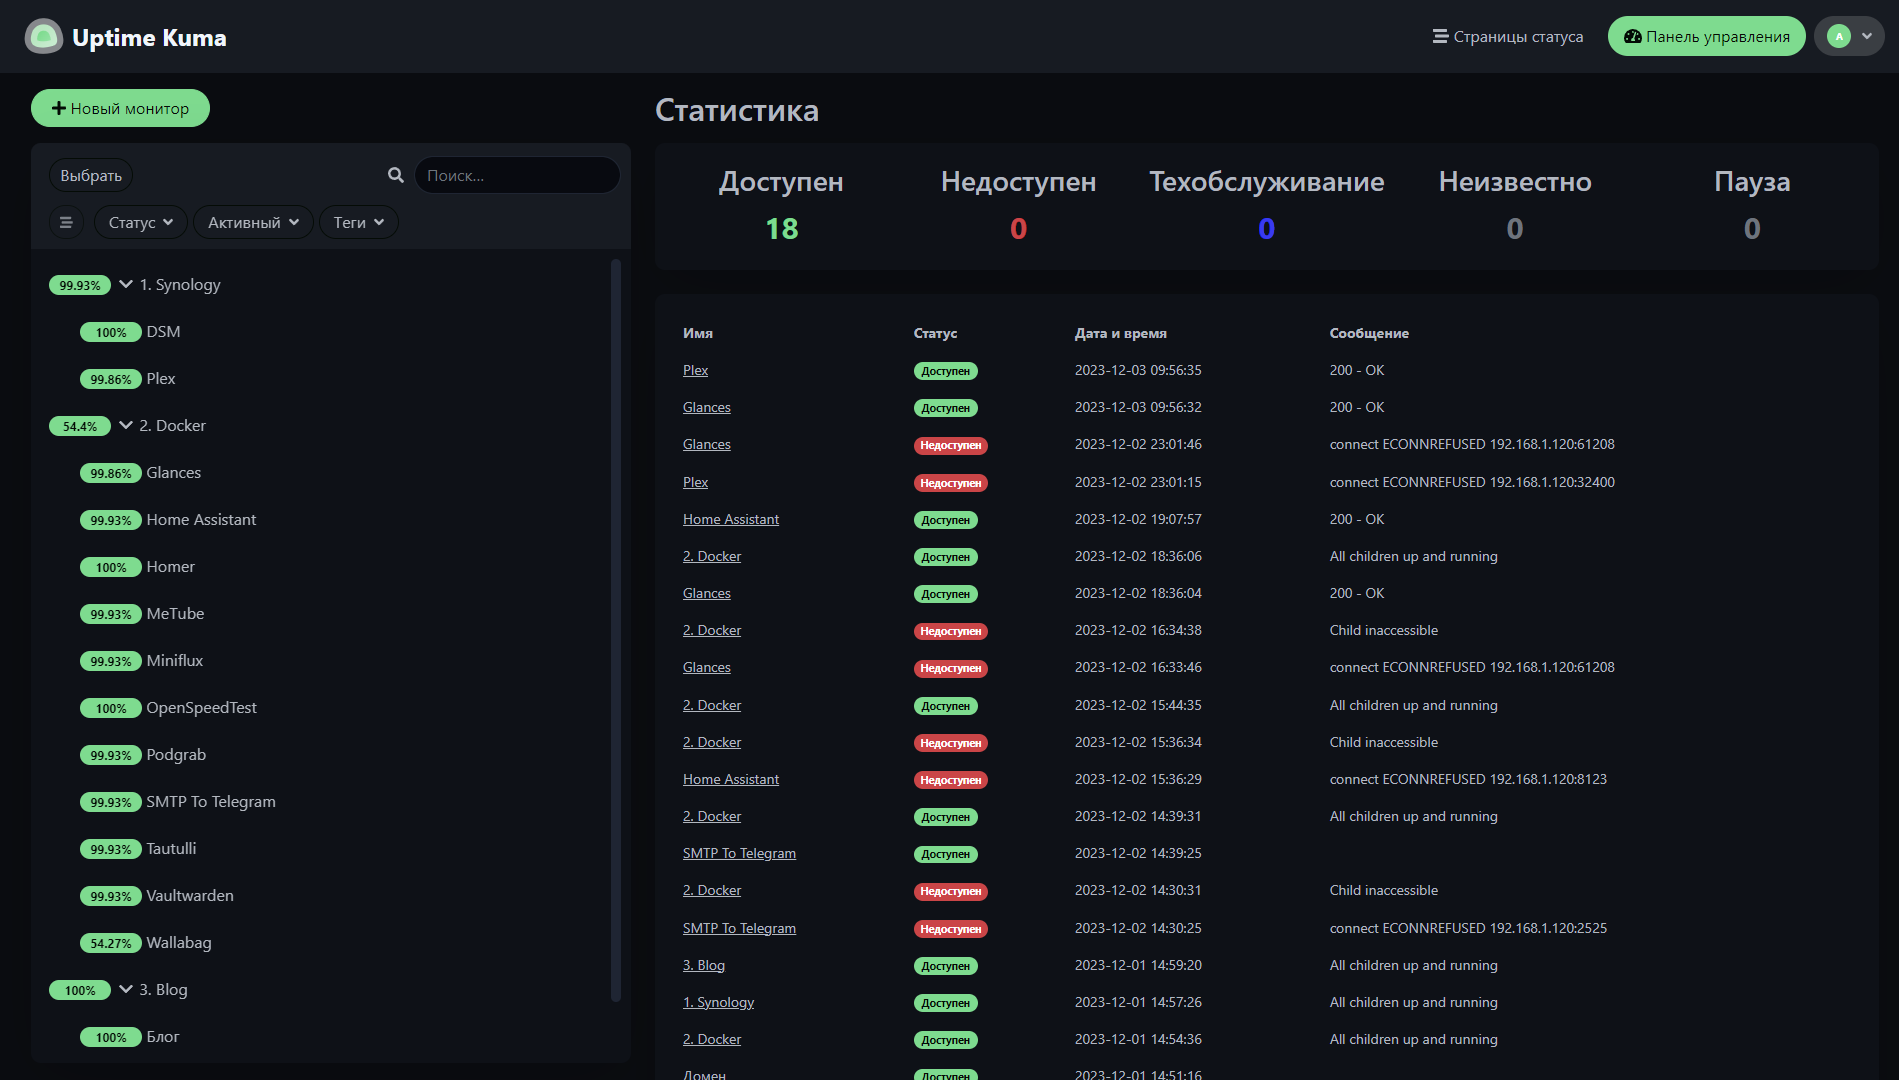 Uptime Kuma
Страницы статуса
Панель управления
A
Новый монитор
Выбрать
Поиск...
Статус
Активный
Теги
99.93% 1. Synology
100% DSM
99.86% Plex
54.4% 2. Docker
99.86% Glances
99.93% Home Assistant
100% Homer
99.93% MeTube
99.93% Miniflux
100% OpenSpeedTest
99.93% Podgrab
99.93% SMTP To Telegram
99.93% Tautulli
99.93% Vaultwarden
54.27% Wallabag
100% 3. Blog
100% Блог
Статистика
Доступен Недоступен Техобслуживание Неизвестно Пауза
18 0 0 0 0
Имя Статус Дата и время Сообщение
Plex Доступен 2023-12-03 09:56:35 200 - OK
Glances Доступен 2023-12-03 09:56:32 200 - OK
Glances Недоступен 2023-12-02 23:01:46 connect ECONNREFUSED 192.168.1.120:61208
Plex Недоступен 2023-12-02 23:01:15 connect ECONNREFUSED 192.168.1.120:32400
Home Assistant Доступен 2023-12-02 19:07:57 200 - OK
2. Docker Доступен 2023-12-02 18:36:06 All children up and running
Glances Доступен 2023-12-02 18:36:04 200 - OK
2. Docker Недоступен 2023-12-02 16:34:38 Child inaccessible
Glances Недоступен 2023-12-02 16:33:46 connect ECONNREFUSED 192.168.1.120:61208
2. Docker Доступен 2023-12-02 15:44:35 All children up and running
2. Docker Недоступен 2023-12-02 15:36:34 Child inaccessible
Home Assistant Недоступен 2023-12-02 15:36:29 connect ECONNREFUSED 192.168.1.120:8123
2. Docker Доступен 2023-12-02 14:39:31 All children up and running
SMTP To Telegram Доступен 2023-12-02 14:39:25
2. Docker Недоступен 2023-12-02 14:30:31 Child inaccessible
SMTP To Telegram Недоступен 2023-12-02 14:30:25 connect ECONNREFUSED 192.168.1.120:2525
3. Blog Доступен 2023-12-01 14:59:20 All children up and running
1. Synology Доступен 2023-12-01 14:57:26 All children up and running
2. Docker Доступен 2023-12-01 14:54:36 All children up and running
Домен Доступен 2023-12-01 14:51:16